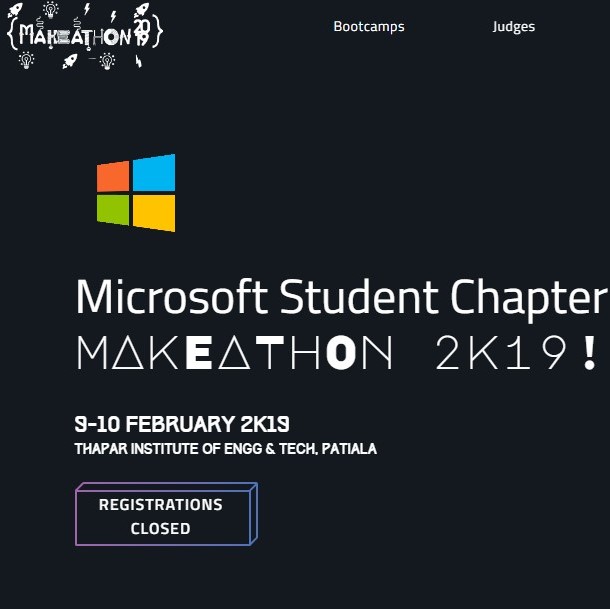 {MAKEATHON 2019}
Bootcamps
Judges
Microsoft Student Chapter
MAKEATHON 2K19!
9-10 FEBRUARY 2K19
THAPAR INSTITUTE OF ENGG & TECH, PATIALA
REGISTRATIONS
CLOSED